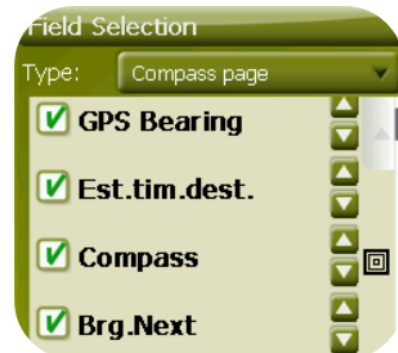 Field Selection
Type: Compass page
GPS Bearing
Est.tim.dest.
Compass
Brg.Next